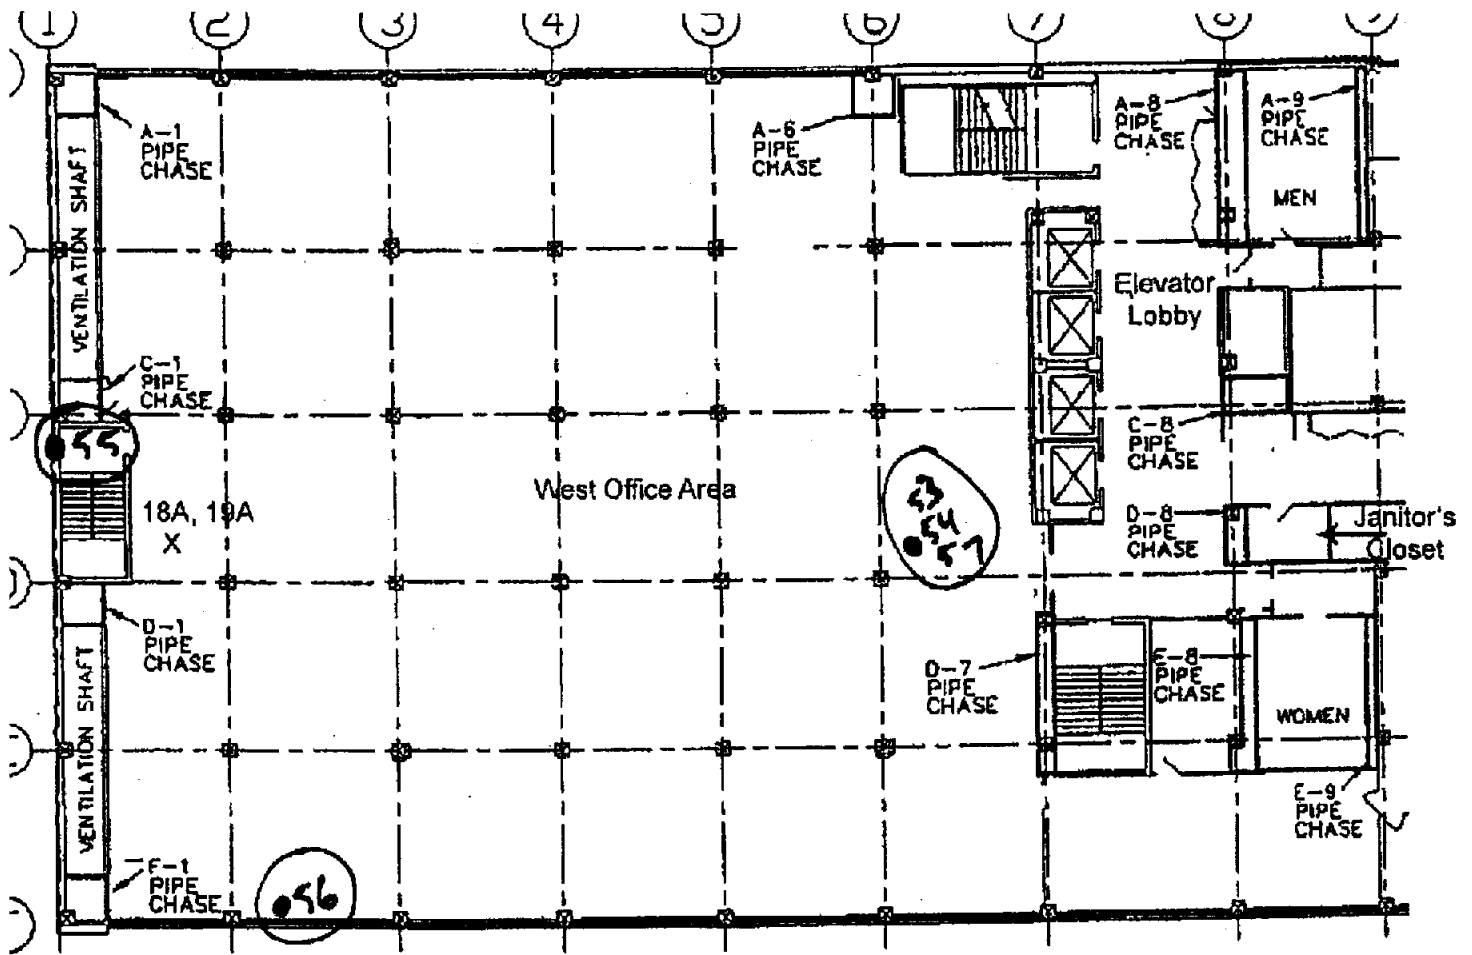 1 2 3 4 5 6 7 8 9
A-1
PIPE
CHASE
A-6
PIPE
CHASE
A-8
PIPE
CHASE
A-9
PIPE
CHASE
MEN
VENTILATION SHAFT
Elevator
Lobby
C-1
PIPE
CHASE
55
C-8
PIPE
CHASE
West Office Area
53
54
57
18A, 19A
X
D-8
PIPE
CHASE
Janitor's
Closet
D-1
PIPE
CHASE
VENTILATION SHAFT
D-7
PIPE
CHASE
E-8
PIPE
CHASE
WOMEN
E-9
PIPE
CHASE
F-1
PIPE
CHASE
56